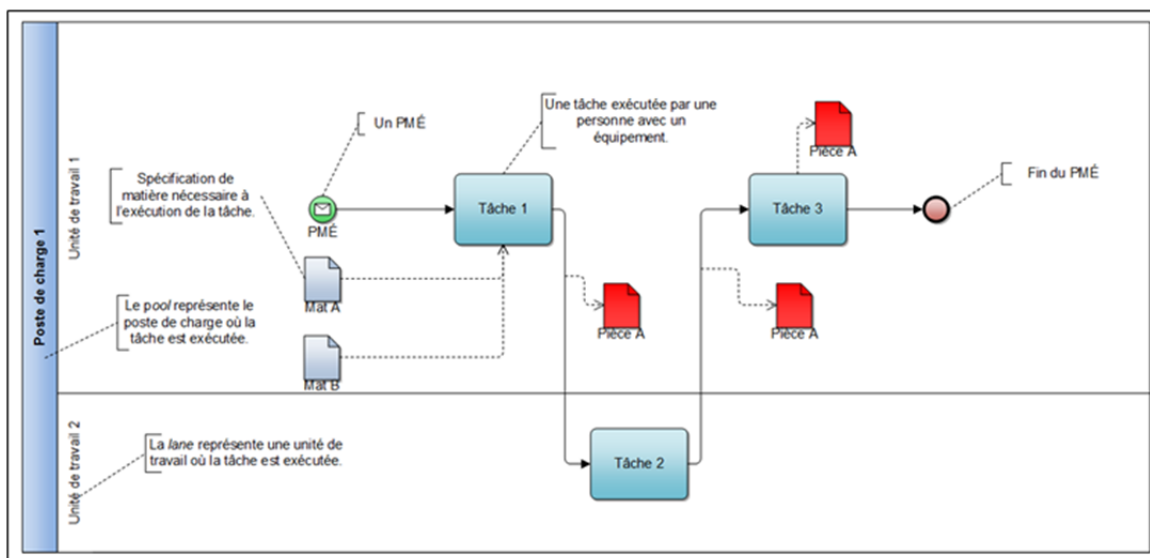 Poste de charge 1
Unité de travail 1
Un PMÉ
Une tâche exécutée par une
personne avec un
équipement.
Pièce A
Fin du PMÉ
Spécification de
matière nécessaire à
l'exécution de la tâche.
PMÉ
Tâche 1
Tâche 3
Mat A
Pièce A
Pièce A
Le pool représente le
poste de charge où la
tâche est exécutée.
Mat B
Unité de travail 2
La lane représente une unité de
travail où la tâche est exécutée.
Tâche 2